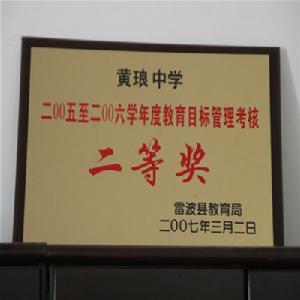 黄琅中学
二00五至二00六学年度教育目标管理考核
二等奖
雷波县教育局
二00七年三月二日